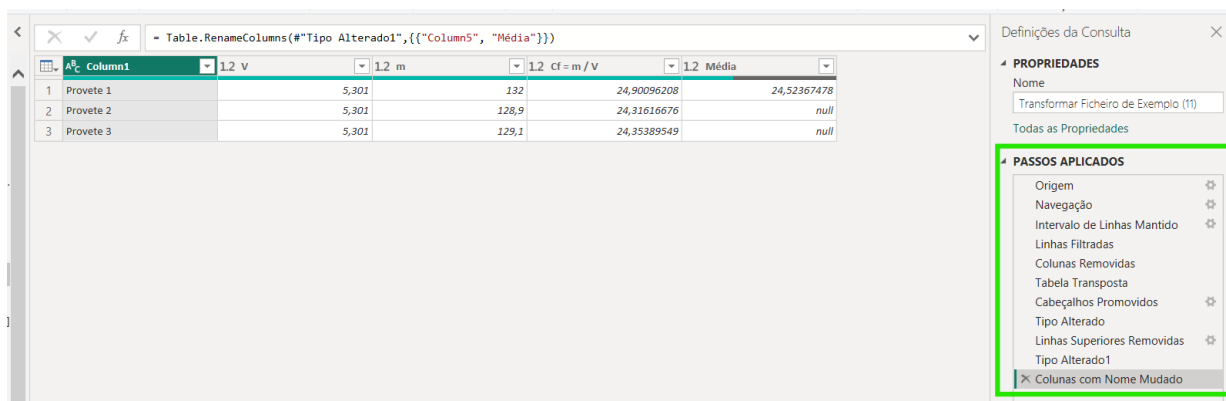 fx = Table.RenameColumns(#"Tipo Alterado1",{{"Column5", "Média"}})
ABC Column1 1.2 V 1.2 m 1.2 Cf = m / V 1.2 Média
1 Provete 1 5,301 132 24,90096208 24,52367478
2 Provete 2 5,301 128,9 24,31616676 null
3 Provete 3 5,301 129,1 24,35389549 null
Definições da Consulta
PROPRIEDADES
Nome
Transformar Ficheiro de Exemplo (11)
Todas as Propriedades
PASSOS APLICADOS
Origem
Navegação
Intervalo de Linhas Mantido
Linhas Filtradas
Colunas Removidas
Tabela Transposta
Cabeçalhos Promovidos
Tipo Alterado
Linhas Superiores Removidas
Tipo Alterado1
Colunas com Nome Mudado